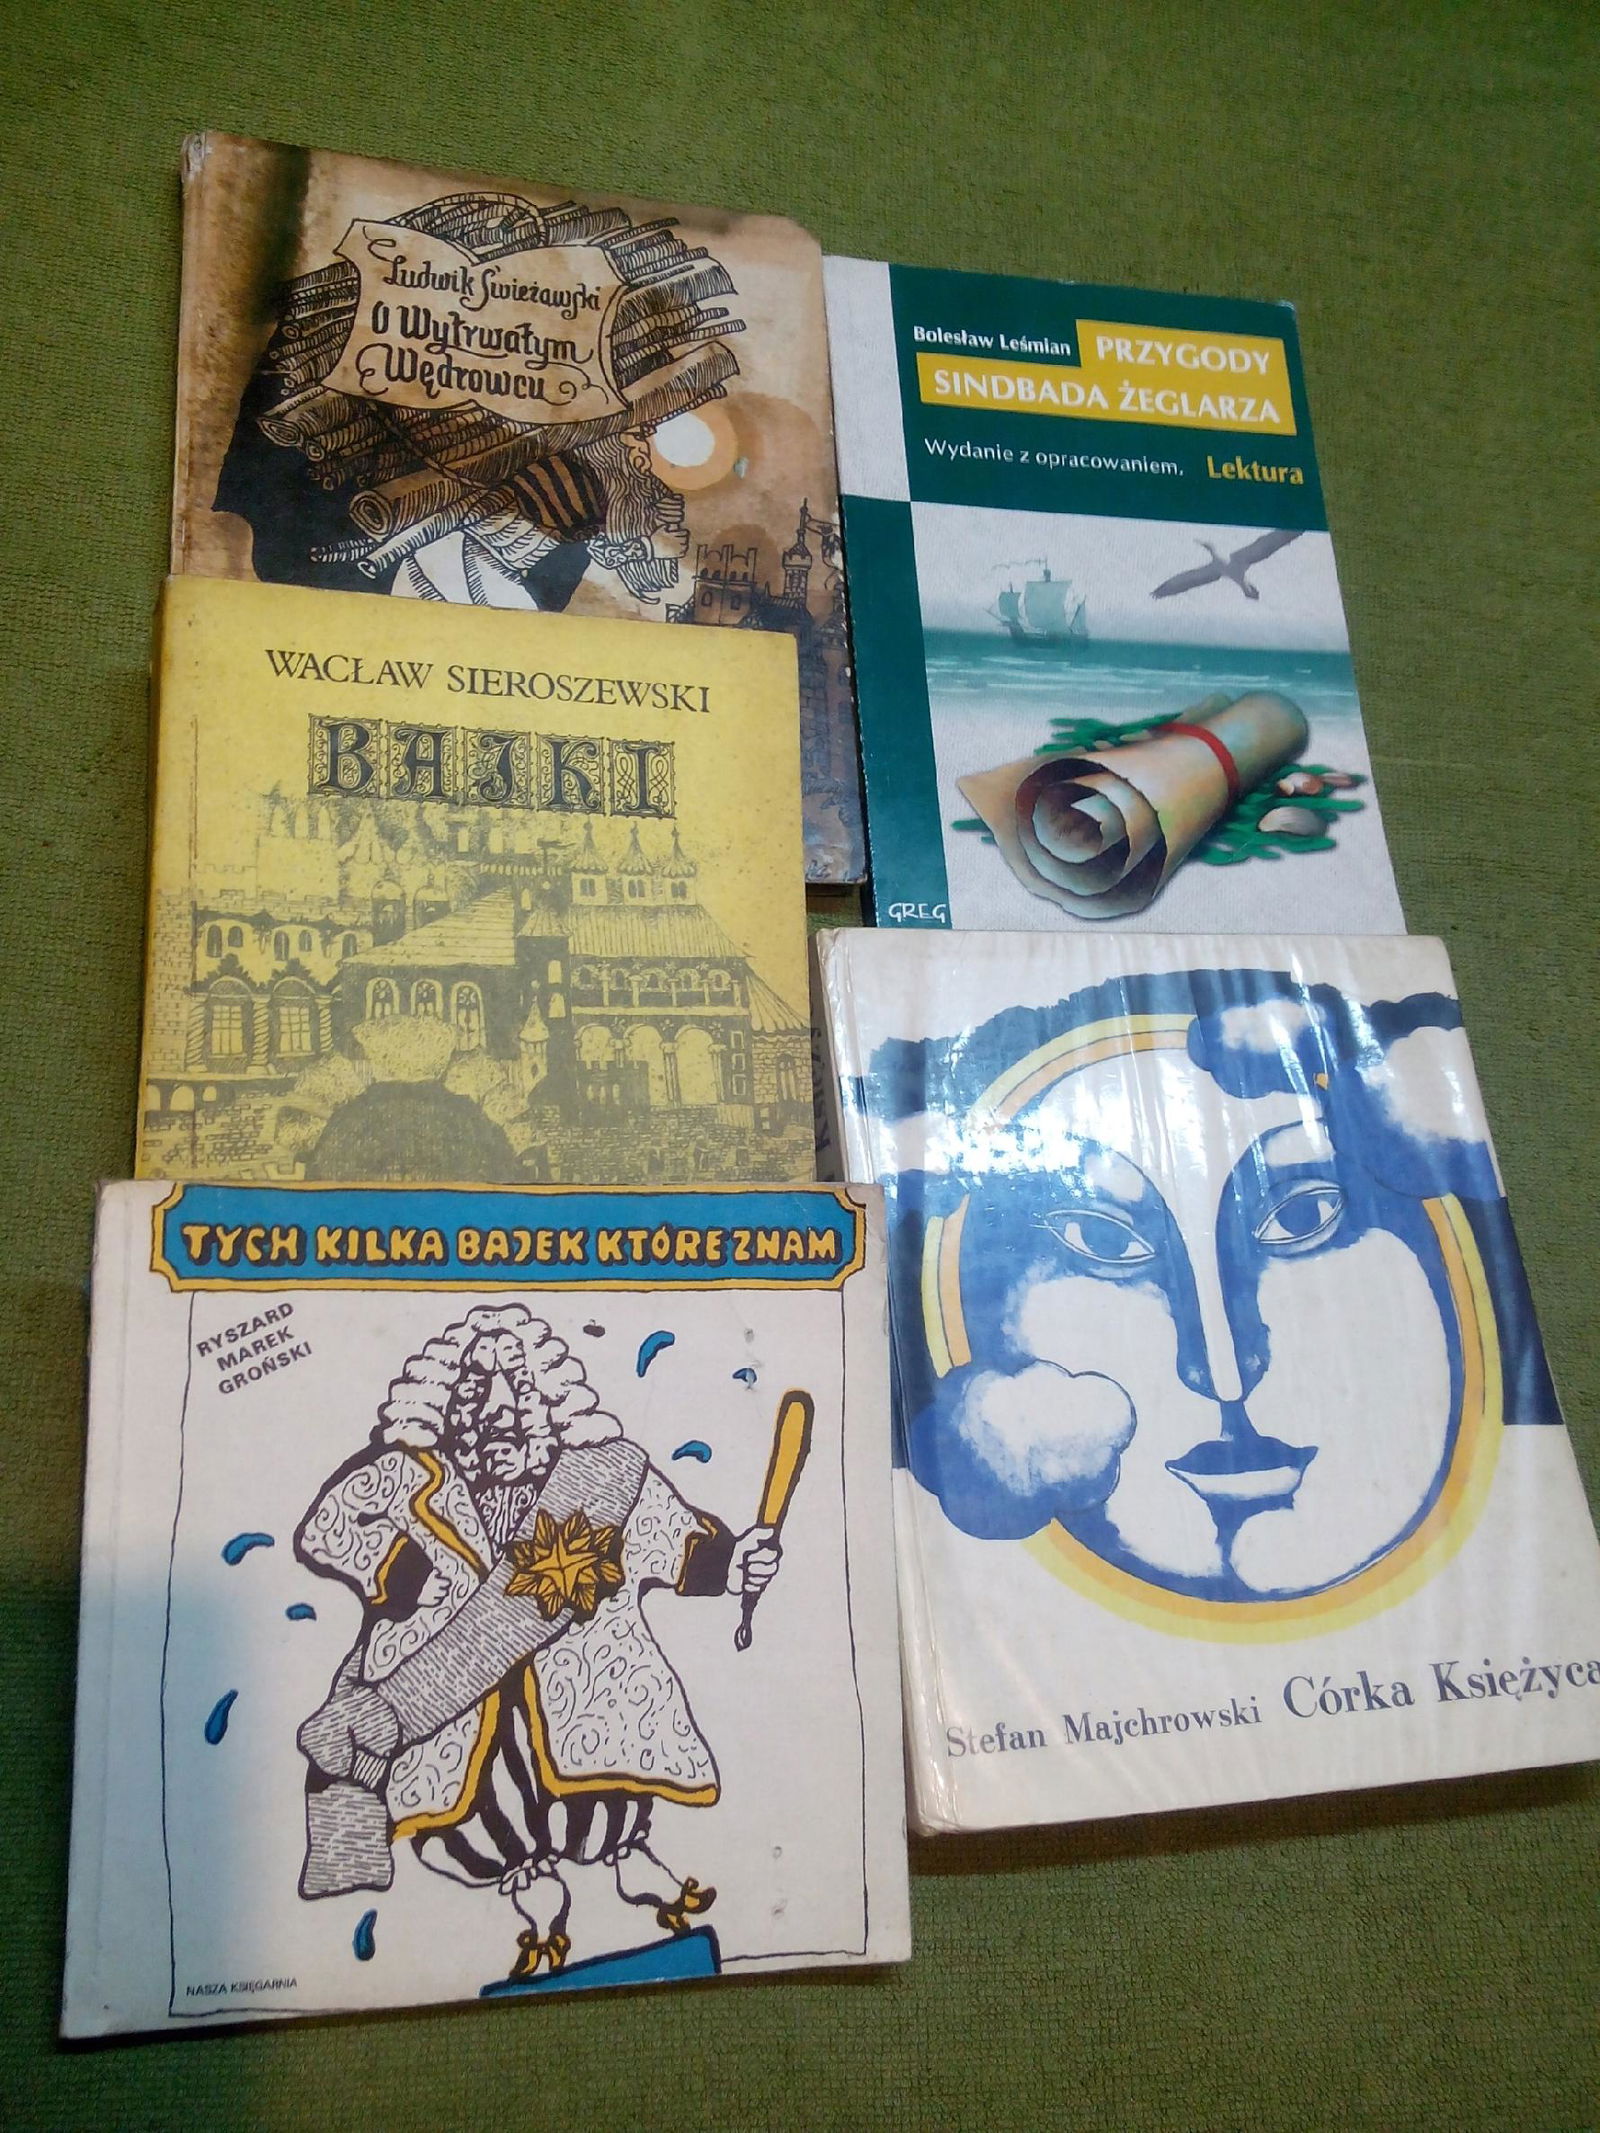 Ludwik Świeżawski
O Wytrwałym
Wędrowcu
Bolesław Leśmian
PRZYGODY
SINDBADA ŻEGLARZA
Wydanie z opracowaniem, Lektura
GREG
WACŁAW SIEROSZEWSKI
BAJKI
TYCH KILKA BAJEK KTÓRE ZNAM
RYSZARD
MAREK
GROŃSKI
NASZA KSIĘGARNIA
Stefan Majchrowski Córka Księżyca